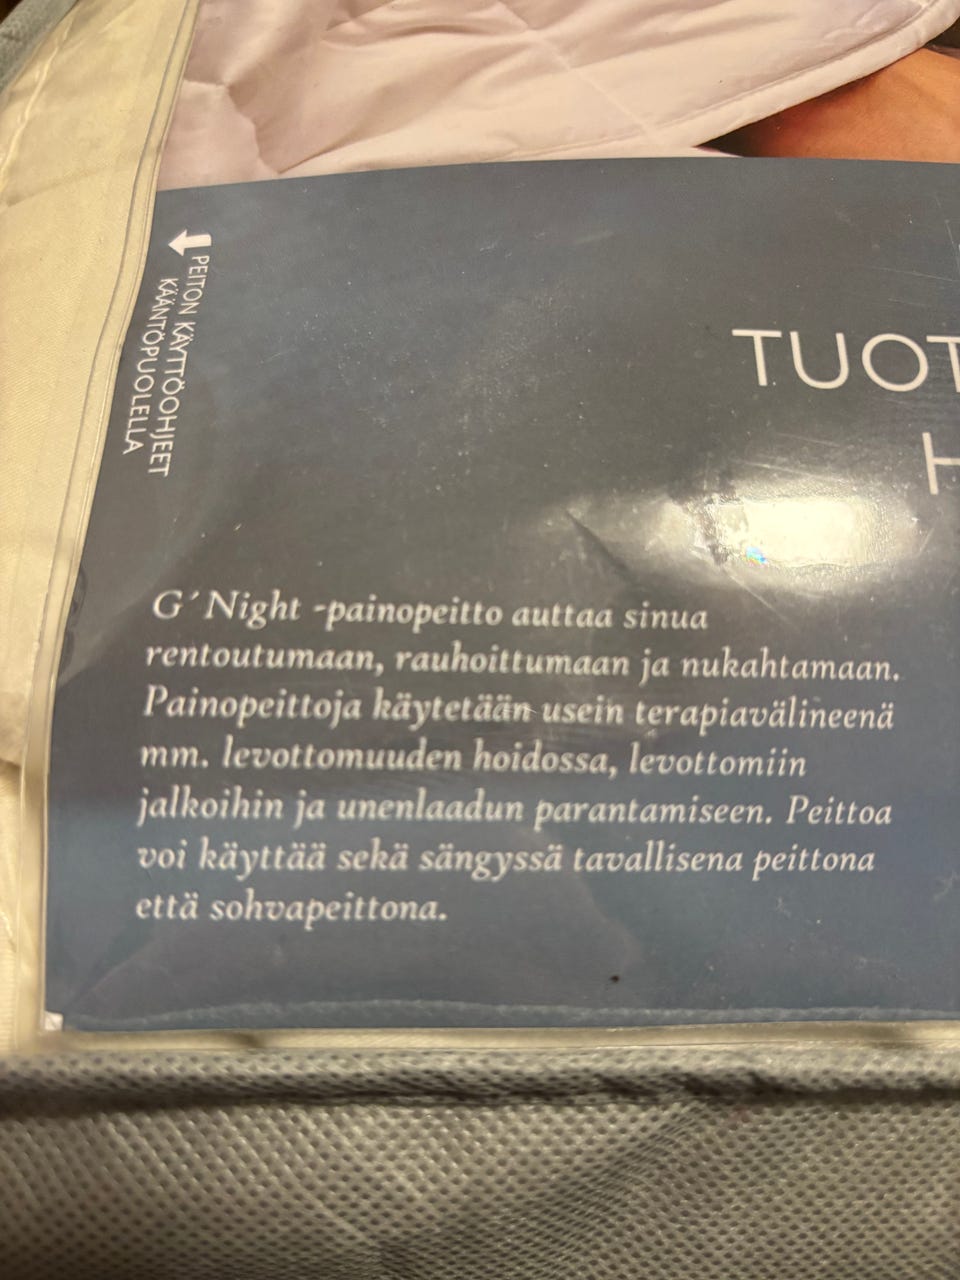 PEITON KÄYTTÖOHJEET
KÄÄNTÖPUOLELLA
TUOT
H
G´Night -painopeitto auttaa sinua
rentoutumaan, rauhoittumaan ja nukahtamaan.
Painopeittoja käytetään usein terapiavälineenä
mm. levottomuuden hoidossa, levottomiin
jalkoihin ja unenlaadun parantamiseen. Peittoa
voi käyttää sekä sängyssä tavallisena peittona
että sohvapeittona.